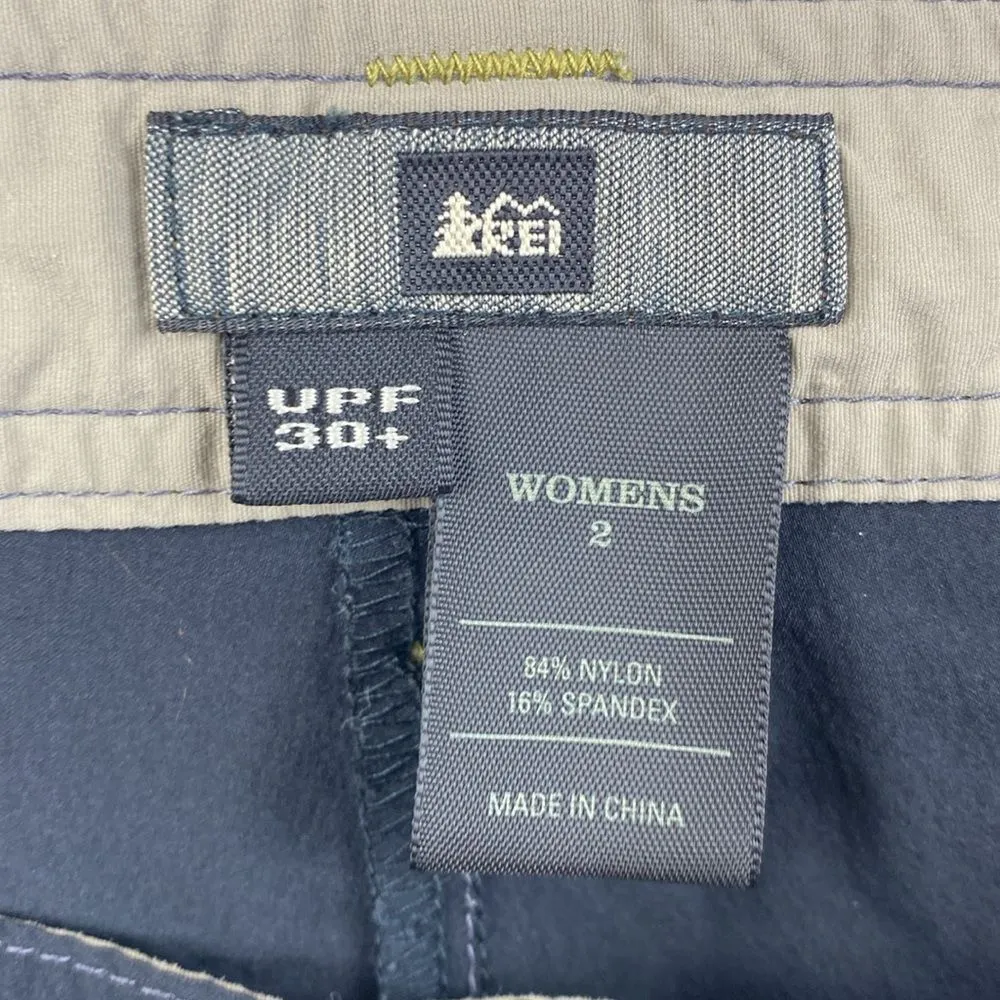 REI
UPF
30+
WOMENS
2
84% NYLON
16% SPANDEX
MADE IN CHINA